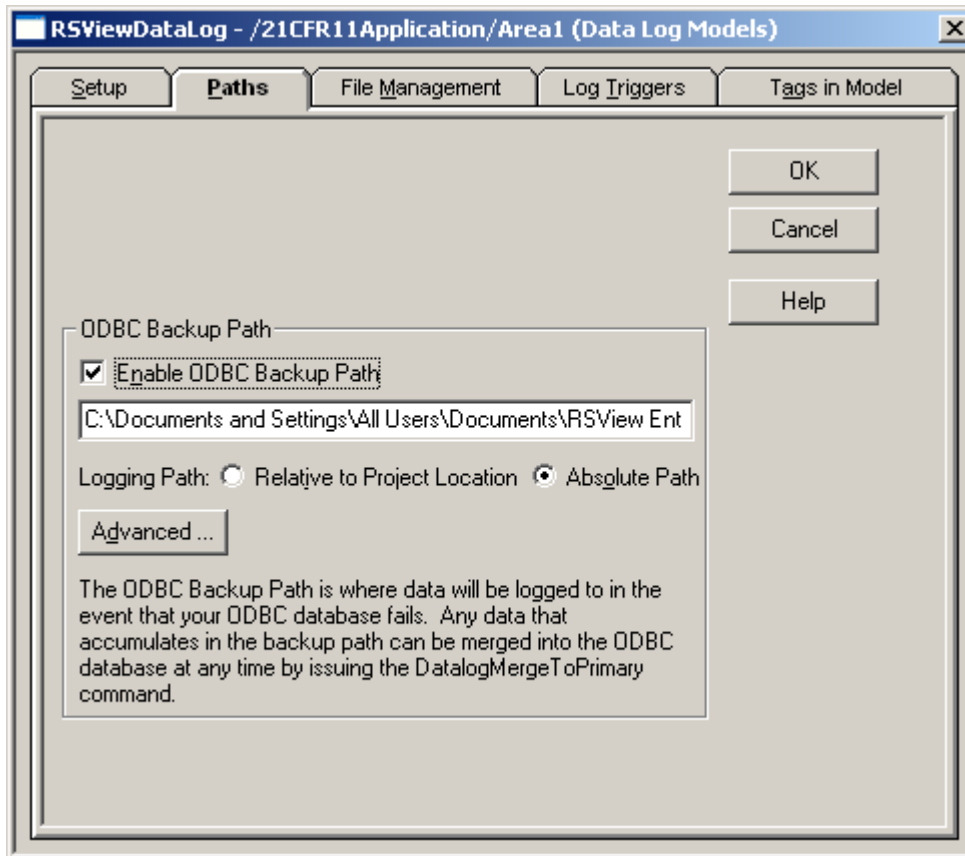 RSViewDataLog - /21CFR11Application/Area1 (Data Log Models)
Setup Paths File Management Log Triggers Tags in Model
OK
Cancel
Help
ODBC Backup Path
Enable ODBC Backup Path
C:\Documents and Settings\All Users\Documents\RSView Ent
Logging Path: Relative to Project Location Absolute Path
Advanced ...
The ODBC Backup Path is where data will be logged to in the
event that your ODBC database fails. Any data that
accumulates in the backup path can be merged into the ODBC
database at any time by issuing the DatalogMergeToPrimary
command.